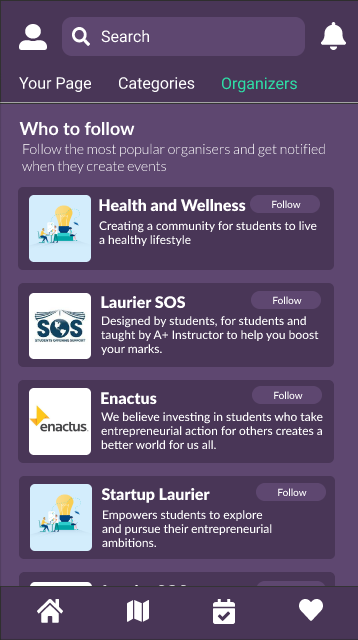 Search
Your Page Categories Organizers
Who to follow
Follow the most popular organisers and get notified
when they create events
Health and Wellness Follow
Creating a community for students to live
a healthy lifestyle
SOS
STUDENTS OFFERING SUPPORT
Laurier SOS Follow
Designed by students, for students and
taught by A+ Instructor to help you boost
your marks.
enactus
Enactus Follow
We believe investing in students who take
entrepreneurial action for others creates a
better world for us all.
Startup Laurier Follow
Empowers students to explore
and pursue their entrepreneurial
ambitions.